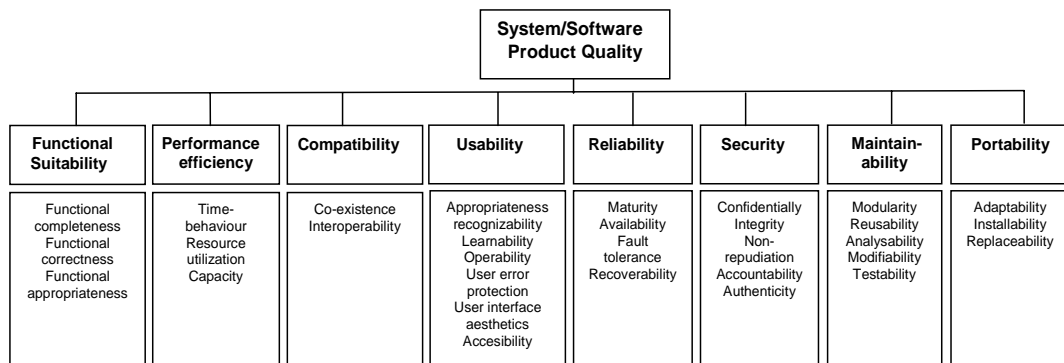 System/Software
Product Quality
Functional
Suitability
Performance
efficiency
Compatibility
Usability
Reliability
Security
Maintain-
ability
Portability
Functional
completeness
Functional
correctness
Functional
appropriateness
Time-
behaviour
Resource
utilization
Capacity
Co-existence
Interoperability
Appropriateness
recognizability
Learnability
Operability
User error
protection
User interface
aesthetics
Accesibility
Maturity
Availability
Fault
tolerance
Recoverability
Confidentially
Integrity
Non-
repudiation
Accountability
Authenticity
Modularity
Reusability
Analysability
Modifiability
Testability
Adaptability
Installability
Replaceability